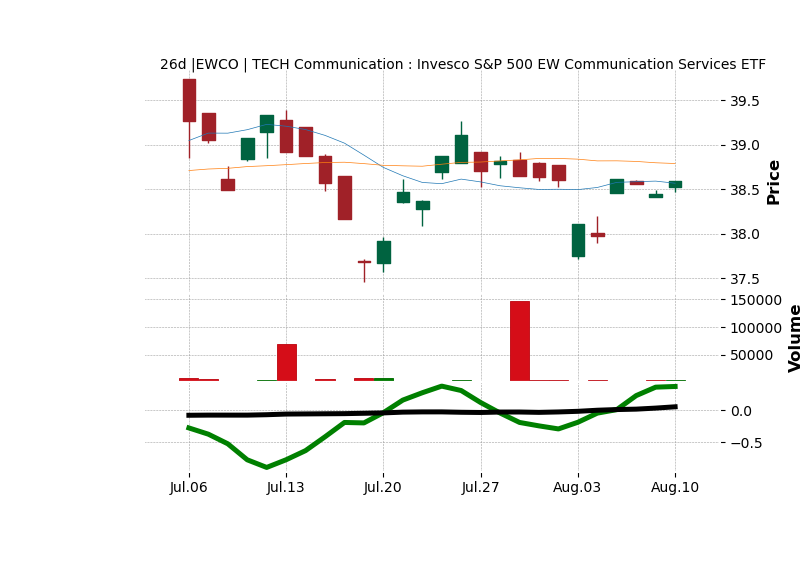 26d |EWCO | TECH Communication : Invesco S&P 500 EW Communication Services ETF
39.5
39.0
38.5
38.0
37.5
Price
150000
100000
50000
Volume
0.0
−0.5
Jul.06 Jul.13 Jul.20 Jul.27 Aug.03 Aug.10